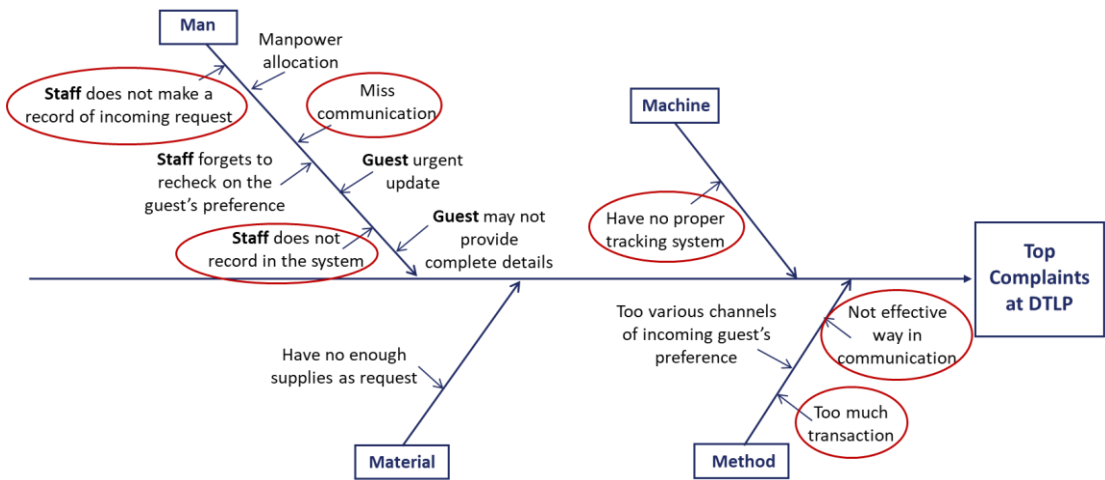 Man
Manpower
allocation
Staff does not make a
record of incoming request
Miss
communication
Staff forgets to
recheck on the
guest's preference
Guest urgent
update
Staff does not
record in the system
Guest may not
provide
complete details
Machine
Have no proper
tracking system
Top
Complaints
at DTLP
Have no enough
supplies as request
Material
Too various channels
of incoming guest's
preference
Not effective
way in
communication
Too much
transaction
Method